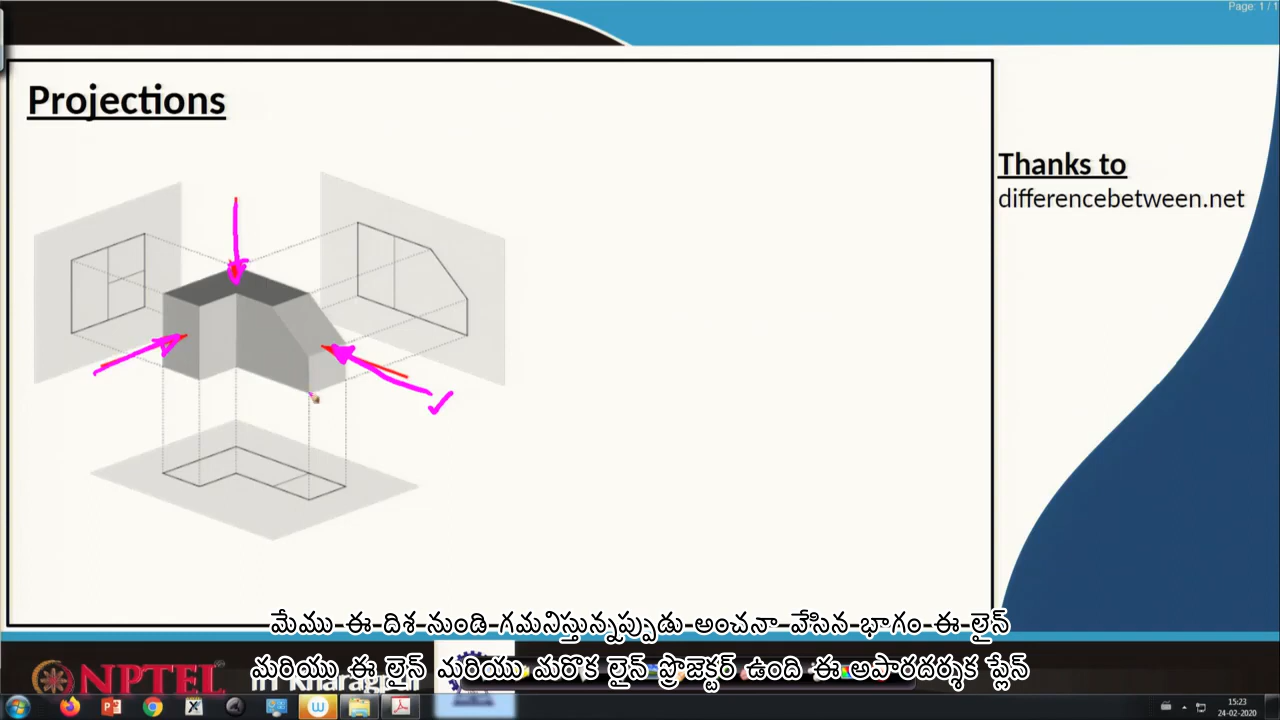 Page: 1 / 1
Projections
Thanks to
differencebetween.net
మేము ఈ దిశ నుండి గమనిస్తున్నప్పుడు అంచనా వేసిన భాగం ఈ లైన్
మరియు ఈ లైన్ మరియు మరొక లైన్ ప్రొజెక్టర్ ఉంది ఈ అపారదర్శక ప్లేన్
NPTEL
15:23
24-02-2020